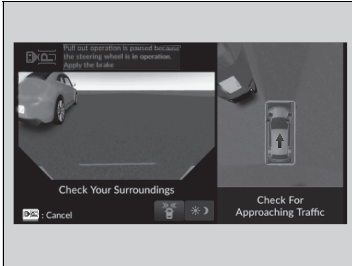 Pull out operation is paused because
the steering wheel is in operation.
Apply the brake
Check Your Surroundings
: Cancel
Check For
Approaching Traffic